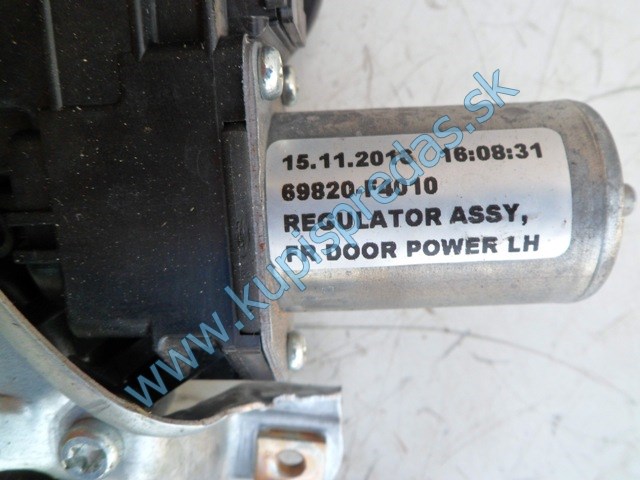 15.11.2016 16:08:31
69820-F4010
REGULATOR ASSY,
FR DOOR POWER LH
www.kupispredas.sk